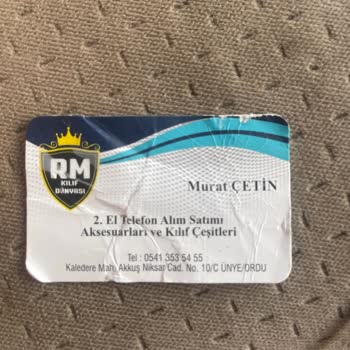 RM
KILIF
DÜNYASI
Murat ÇETİN
2. El Telefon Alım Satımı
Aksesuarları ve Kılıf Çeşitleri
Tel : 0541 353 54 55
Kaledere Mah. Akkuş Niksar Cad. No. 10/C ÜNYE/ORDU